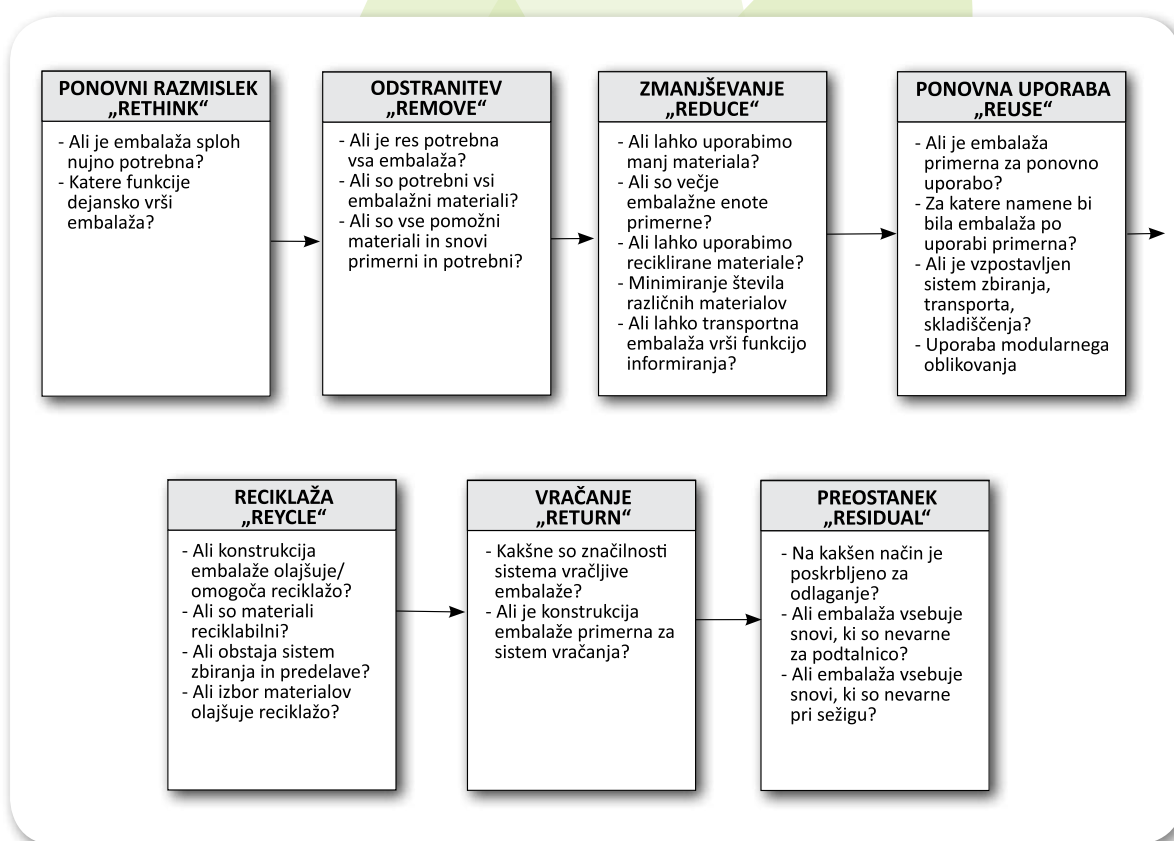 PONOVNI RAZMISLEK
„RETHINK“
- Ali je embalaža sploh
nujno potrebna?
- Katere funkcije
dejansko vrši
embalaža?
ODSTRANITEV
„REMOVE“
- Ali je res potrebna
vsa embalaža?
- Ali so potrebni vsi
embalažni materiali?
- Ali so vse pomožni
materiali in snovi
primerni in potrebni?
ZMANJŠEVANJE
„REDUCE“
- Ali lahko uporabimo
manj materiala?
- Ali so večje
embalažne enote
primerne?
- Ali lahko uporabimo
reciklirane materiale?
- Minimiranje števila
različnih materialov
- Ali lahko transportna
embalaža vrši funkcijo
informiranja?
PONOVNA UPORABA
„REUSE“
- Ali je embalaža
primerna za ponovno
uporabo?
- Za katere namene bi
bila embalaža po
uporabi primerna?
- Ali je vzpostavljen
sistem zbiranja,
transporta,
skladiščenja?
- Uporaba modularnega
oblikovanja
RECIKLAŽA
„REYCLE“
- Ali konstrukcija
embalaže olajšuje/
omogoča reciklažo?
- Ali so materiali
reciklabilni?
- Ali obstaja sistem
zbiranja in predelave?
- Ali izbor materialov
olajšuje reciklažo?
VRAČANJE
„RETURN“
- Kakšne so značilnosti
sistema vračljive
embalaže?
- Ali je konstrukcija
embalaže primerna za
sistem vračanja?
PREOSTANEK
„RESIDUAL“
- Na kakšen način je
poskrbljeno za
odlaganje?
- Ali embalaža vsebuje
snovi, ki so nevarne
za podtalnico?
- Ali embalaža vsebuje
snovi, ki so nevarne
pri sežigu?